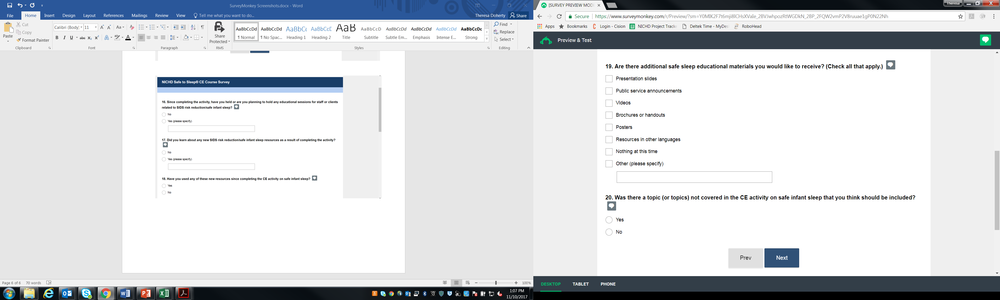 SurveyMonkey Screenshots.docx - Word
File Home Insert Design Layout References Mailings Review View Tell me what you want to do... Theresa Doherty Share
Paste
Cut
Copy
Format Painter
Clipboard
Calibri (Body) 11
Font
Paragraph
Share
Protected
RMS
AaBbCcDd AaBbCcDd AaBbC( AaBbCcC AaB AaBbCcD AaBbCcDd AaBbCcDd AaBbCcDd AaBbCcDc
¶ Normal ¶ No Spac... Heading 1 Heading 2 Title Subtitle Subtle Em... Emphasis Intense E... Strong
Styles
Find
Replace
Select
Editing
NICHD Safe to Sleep® CE Course Survey
16. Since completing the activity, have you held or are you planning to hold any educational sessions for staff or clients
related to SIDS risk reduction/safe infant sleep?
No
Yes (please specify)
17. Did you learn about any new SIDS risk reduction/safe infant sleep resources as a result of completing the activity?
No
Yes (please specify)
18. Have you used any of these new resources since completing the CE activity on safe infant sleep?
Yes
No
Page 6 of 6 70 words
100%
1:07 PM
11/10/2017
[SURVEY PREVIEW MODE
Theresa
Secure https://www.surveymonkey.com/r/Preview/?sm=Y0MIK2F7t6mji8lCHsXVaIe_2BVJwhpozRtWGDkN_2BP_2FQW2vmP2V8ruuae1gP0N22Nh
Apps Bookmarks Login - Cision NICHD Project Tracke Deltek Time - MyDes RoboHead
Preview & Test
19. Are there additional safe sleep educational materials you would like to receive? (Check all that apply.)
Presentation slides
Public service announcements
Videos
Brochures or handouts
Posters
Resources in other languages
Nothing at this time
Other (please specify)
20. Was there a topic (or topics) not covered in the CE activity on safe infant sleep that you think should be included?
Yes
No
Prev Next
DESKTOP TABLET PHONE